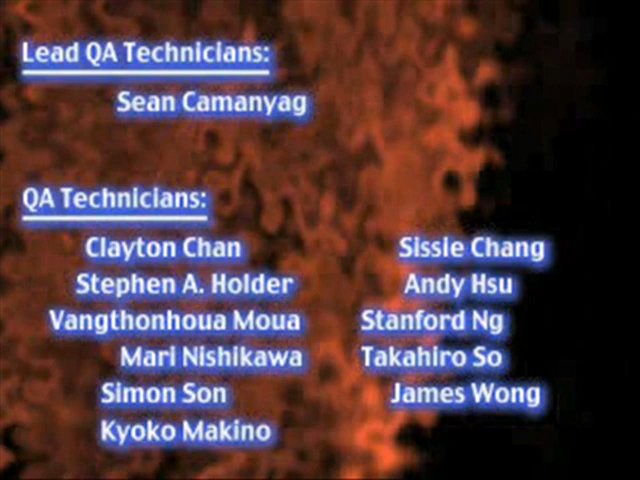 Lead QA Technicians:
Sean Camanyag
QA Technicians:
Clayton Chan Sissie Chang
Stephen A. Holder Andy Hsu
Vangthonhoua Moua Stanford Ng
Mari Nishikawa Takahiro So
Simon Son James Wong
Kyoko Makino